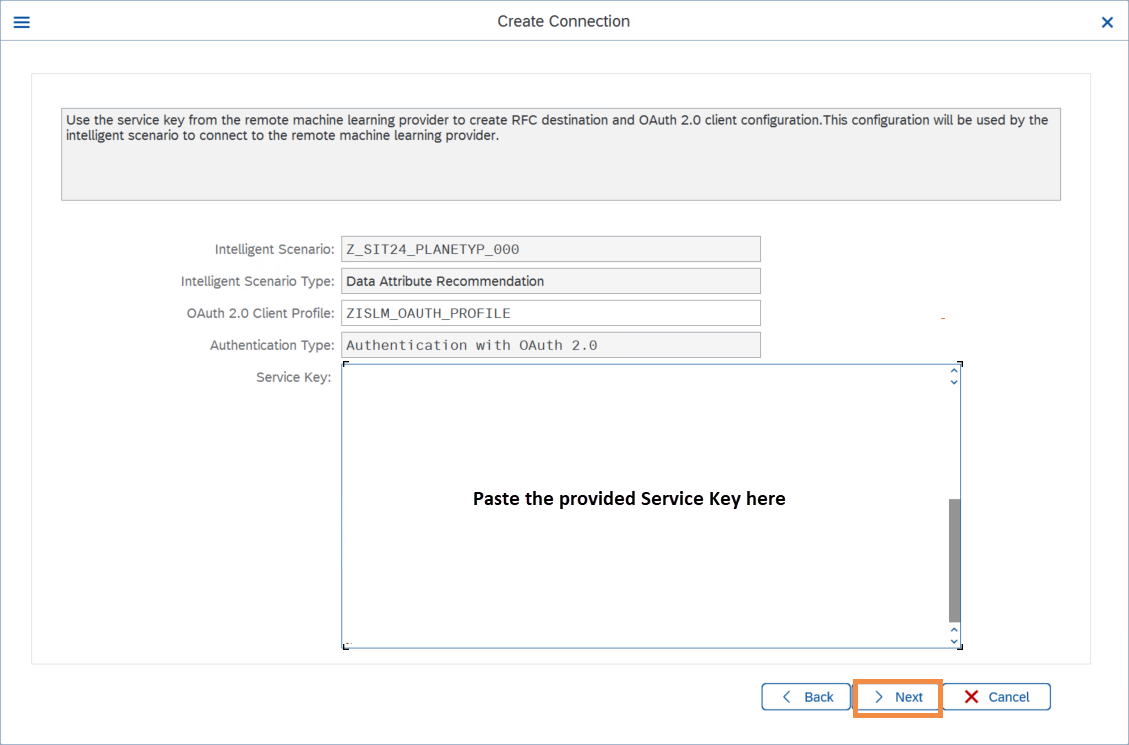 Create Connection
Use the service key from the remote machine learning provider to create RFC destination and OAuth 2.0 client configuration.This configuration will be used by the
intelligent scenario to connect to the remote machine learning provider.
Intelligent Scenario: Z_SIT24_PLANETYP_000
Intelligent Scenario Type: Data Attribute Recommendation
OAuth 2.0 Client Profile: ZISLM_OAUTH_PROFILE
Authentication Type: Authentication with OAuth 2.0
Service Key:
Paste the provided Service Key here
Back Next Cancel